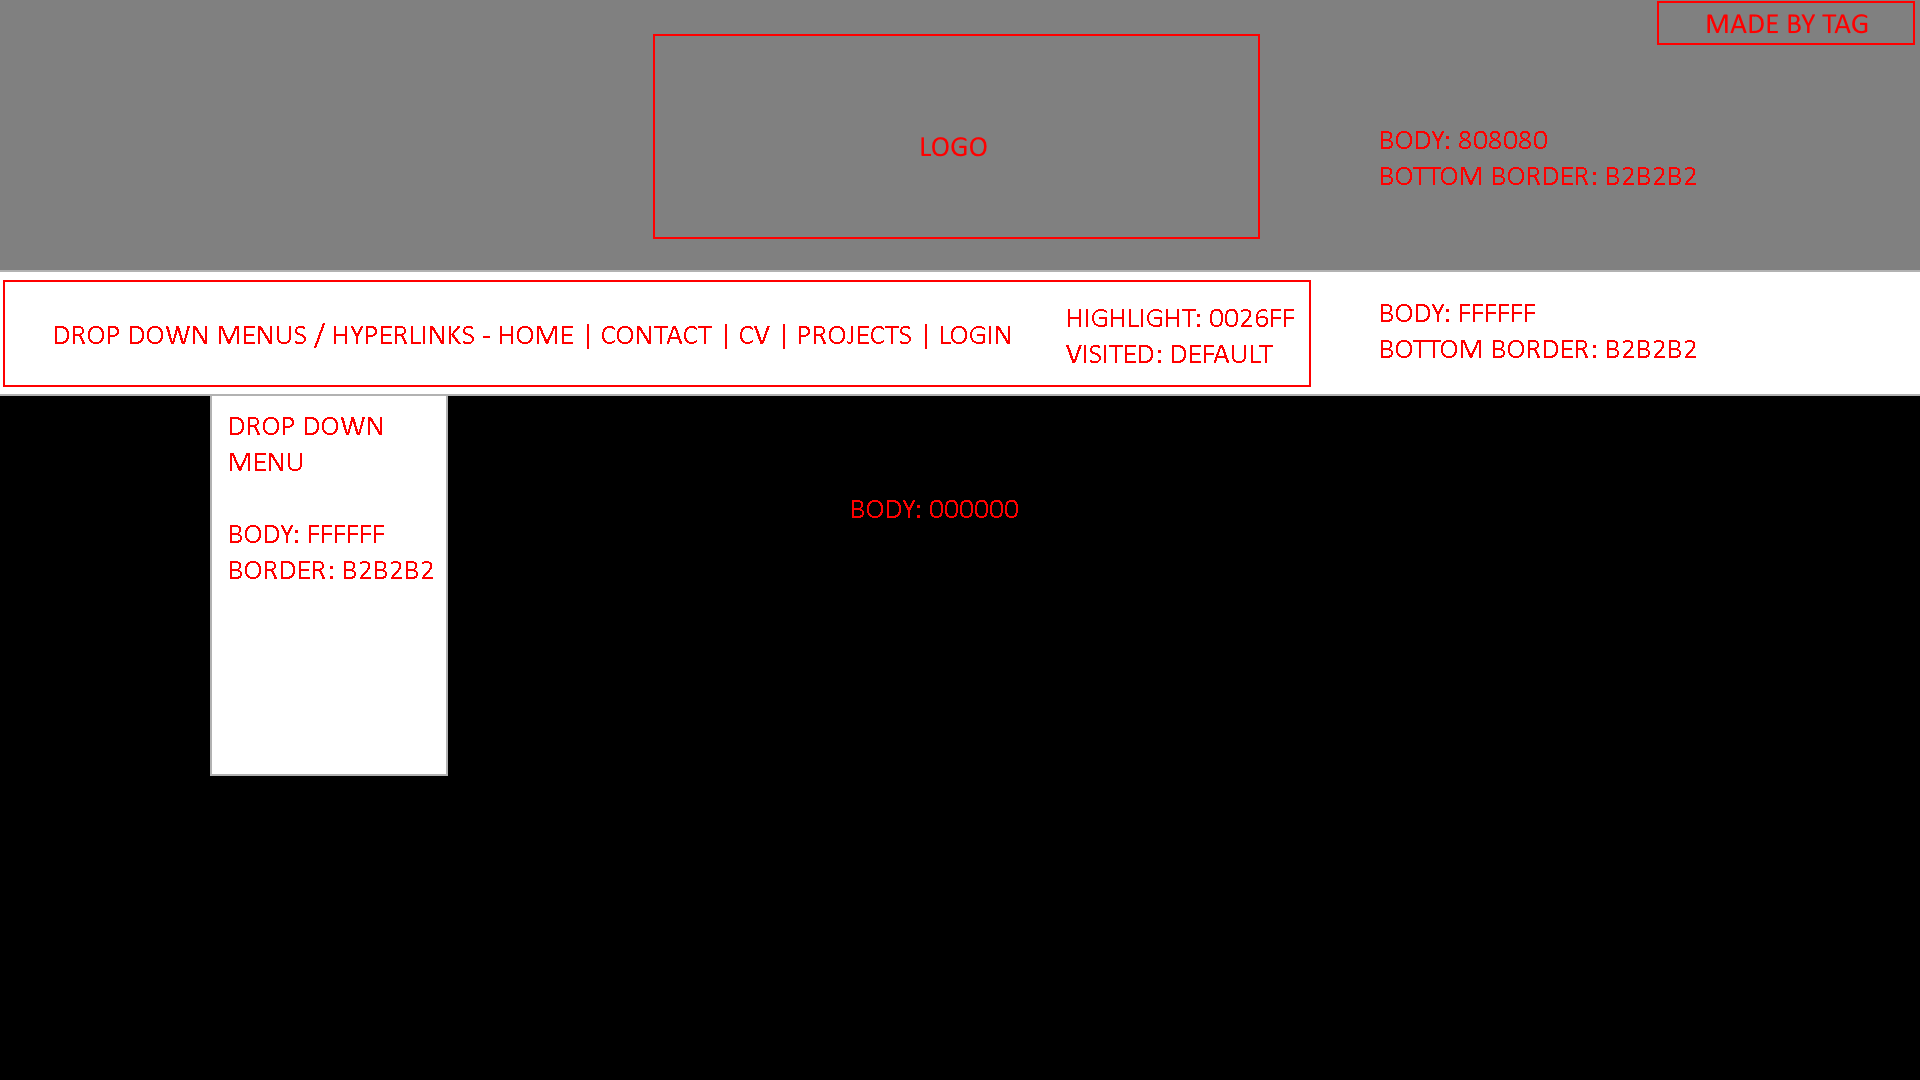 MADE BY TAG
LOGO
BODY: 808080
BOTTOM BORDER: B2B2B2
DROP DOWN MENUS / HYPERLINKS - HOME | CONTACT | CV | PROJECTS | LOGIN
HIGHLIGHT: 0026FF
VISITED: DEFAULT
BODY: FFFFFF
BOTTOM BORDER: B2B2B2
DROP DOWN
MENU
BODY: FFFFFF
BORDER: B2B2B2
BODY: 000000